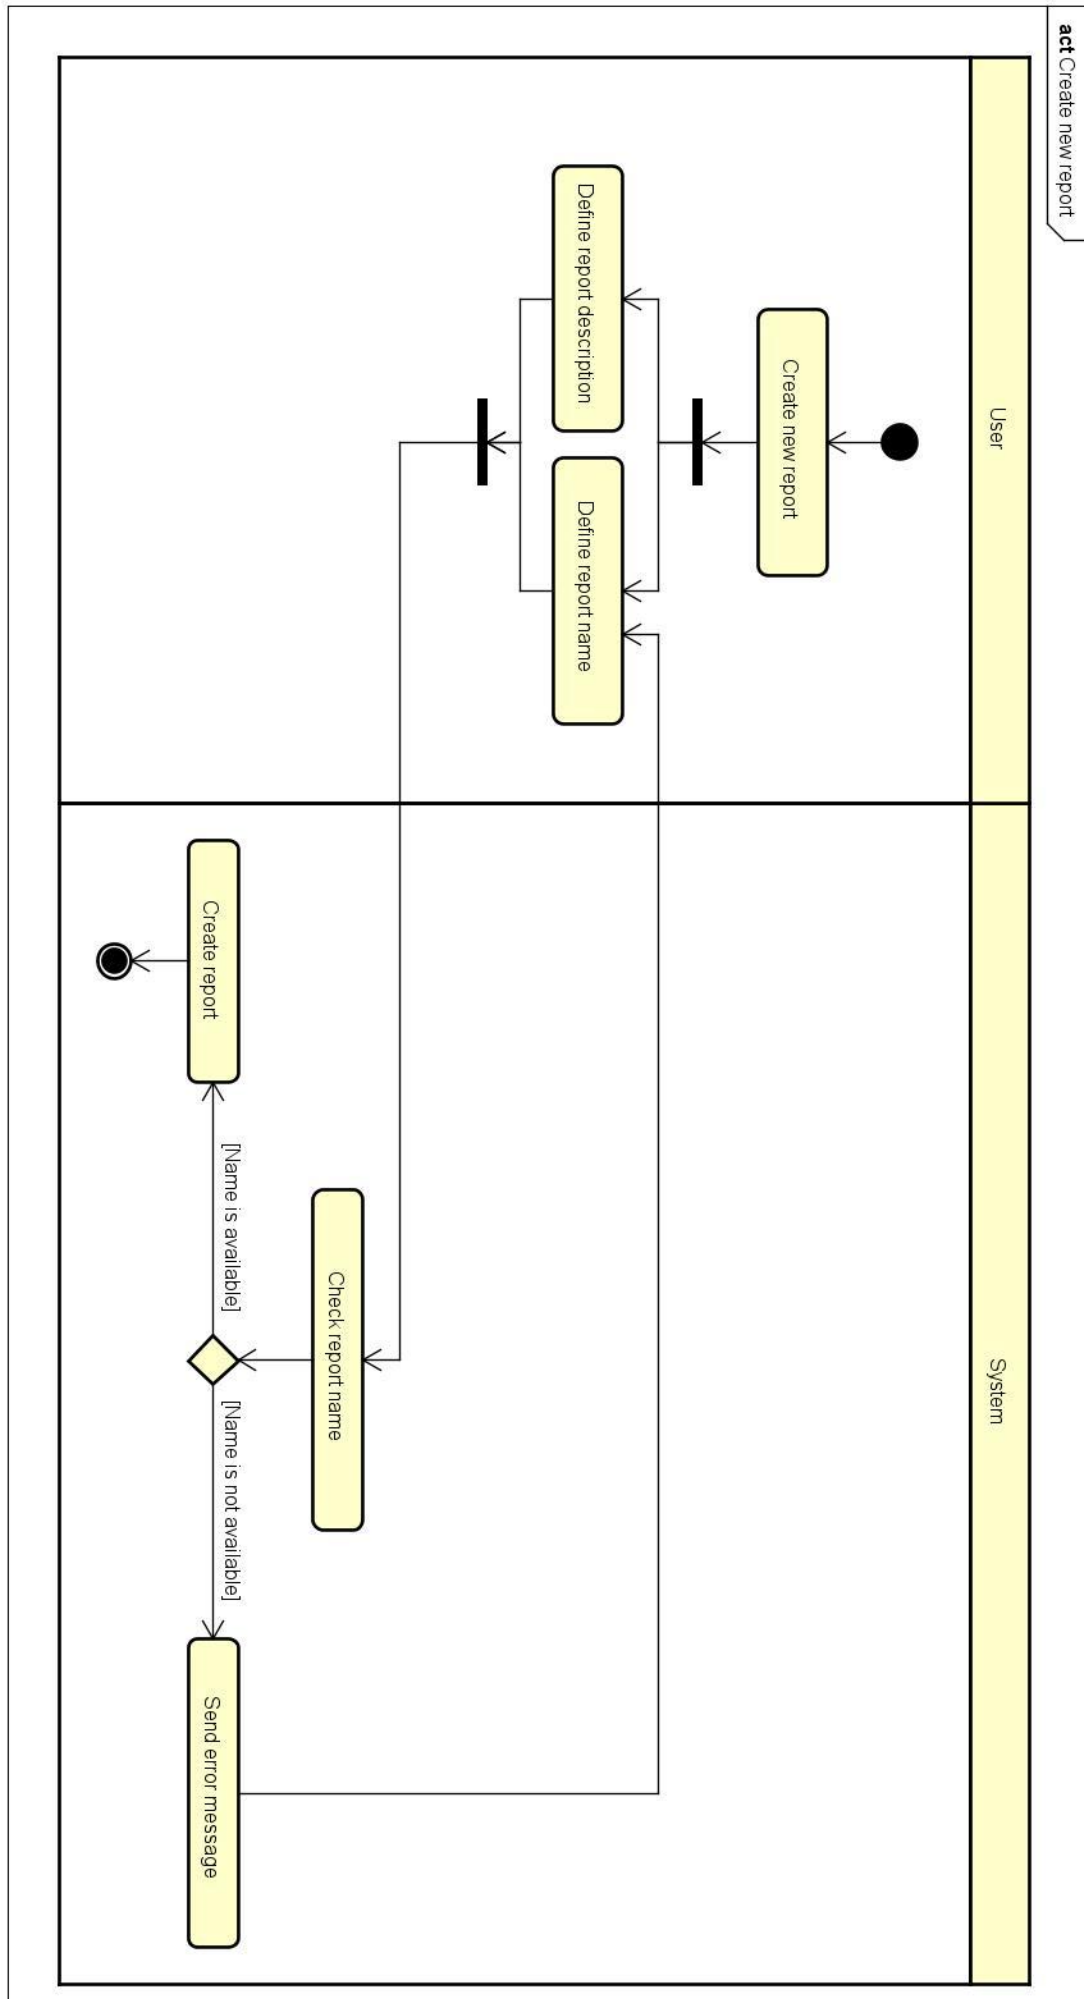 act Create new report
User
System
Create new report
Define report description
Define report name
Check report name
[Name is available]
[Name is not available]
Create report
Send error message